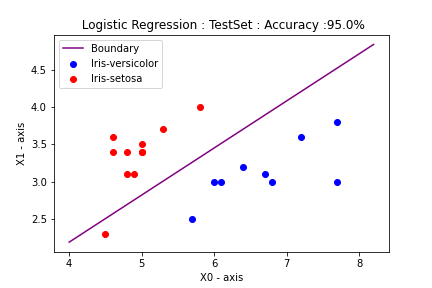 Logistic Regression : TestSet : Accuracy :95.0%
Boundary
Iris-versicolor
Iris-setosa
4.5
4.0
3.5
3.0
2.5
X1 - axis
4 5 6 7 8
X0 - axis